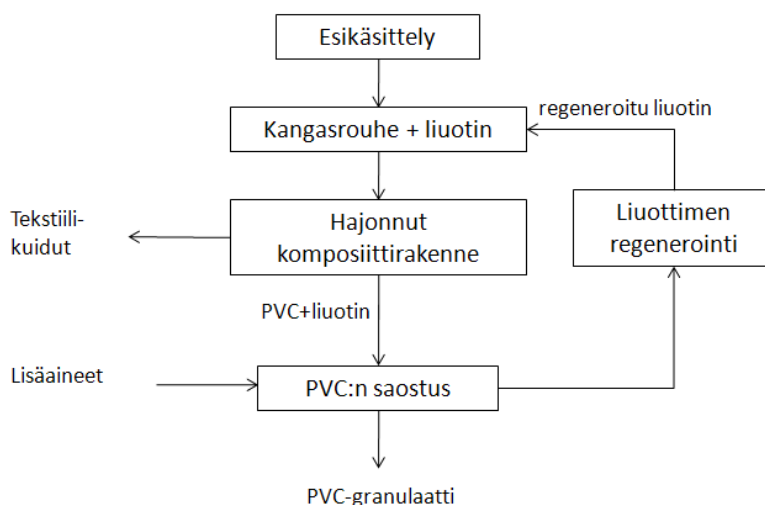 Esikäsittely
regeneroitu liuotin
Kangasrouhe + liuotin
Tekstiili-
kuidut
Hajonnut
komposiittirakenne
Liuottimen
regenerointi
PVC+liuotin
Lisäaineet
PVC:n saostus
PVC-granulaatti